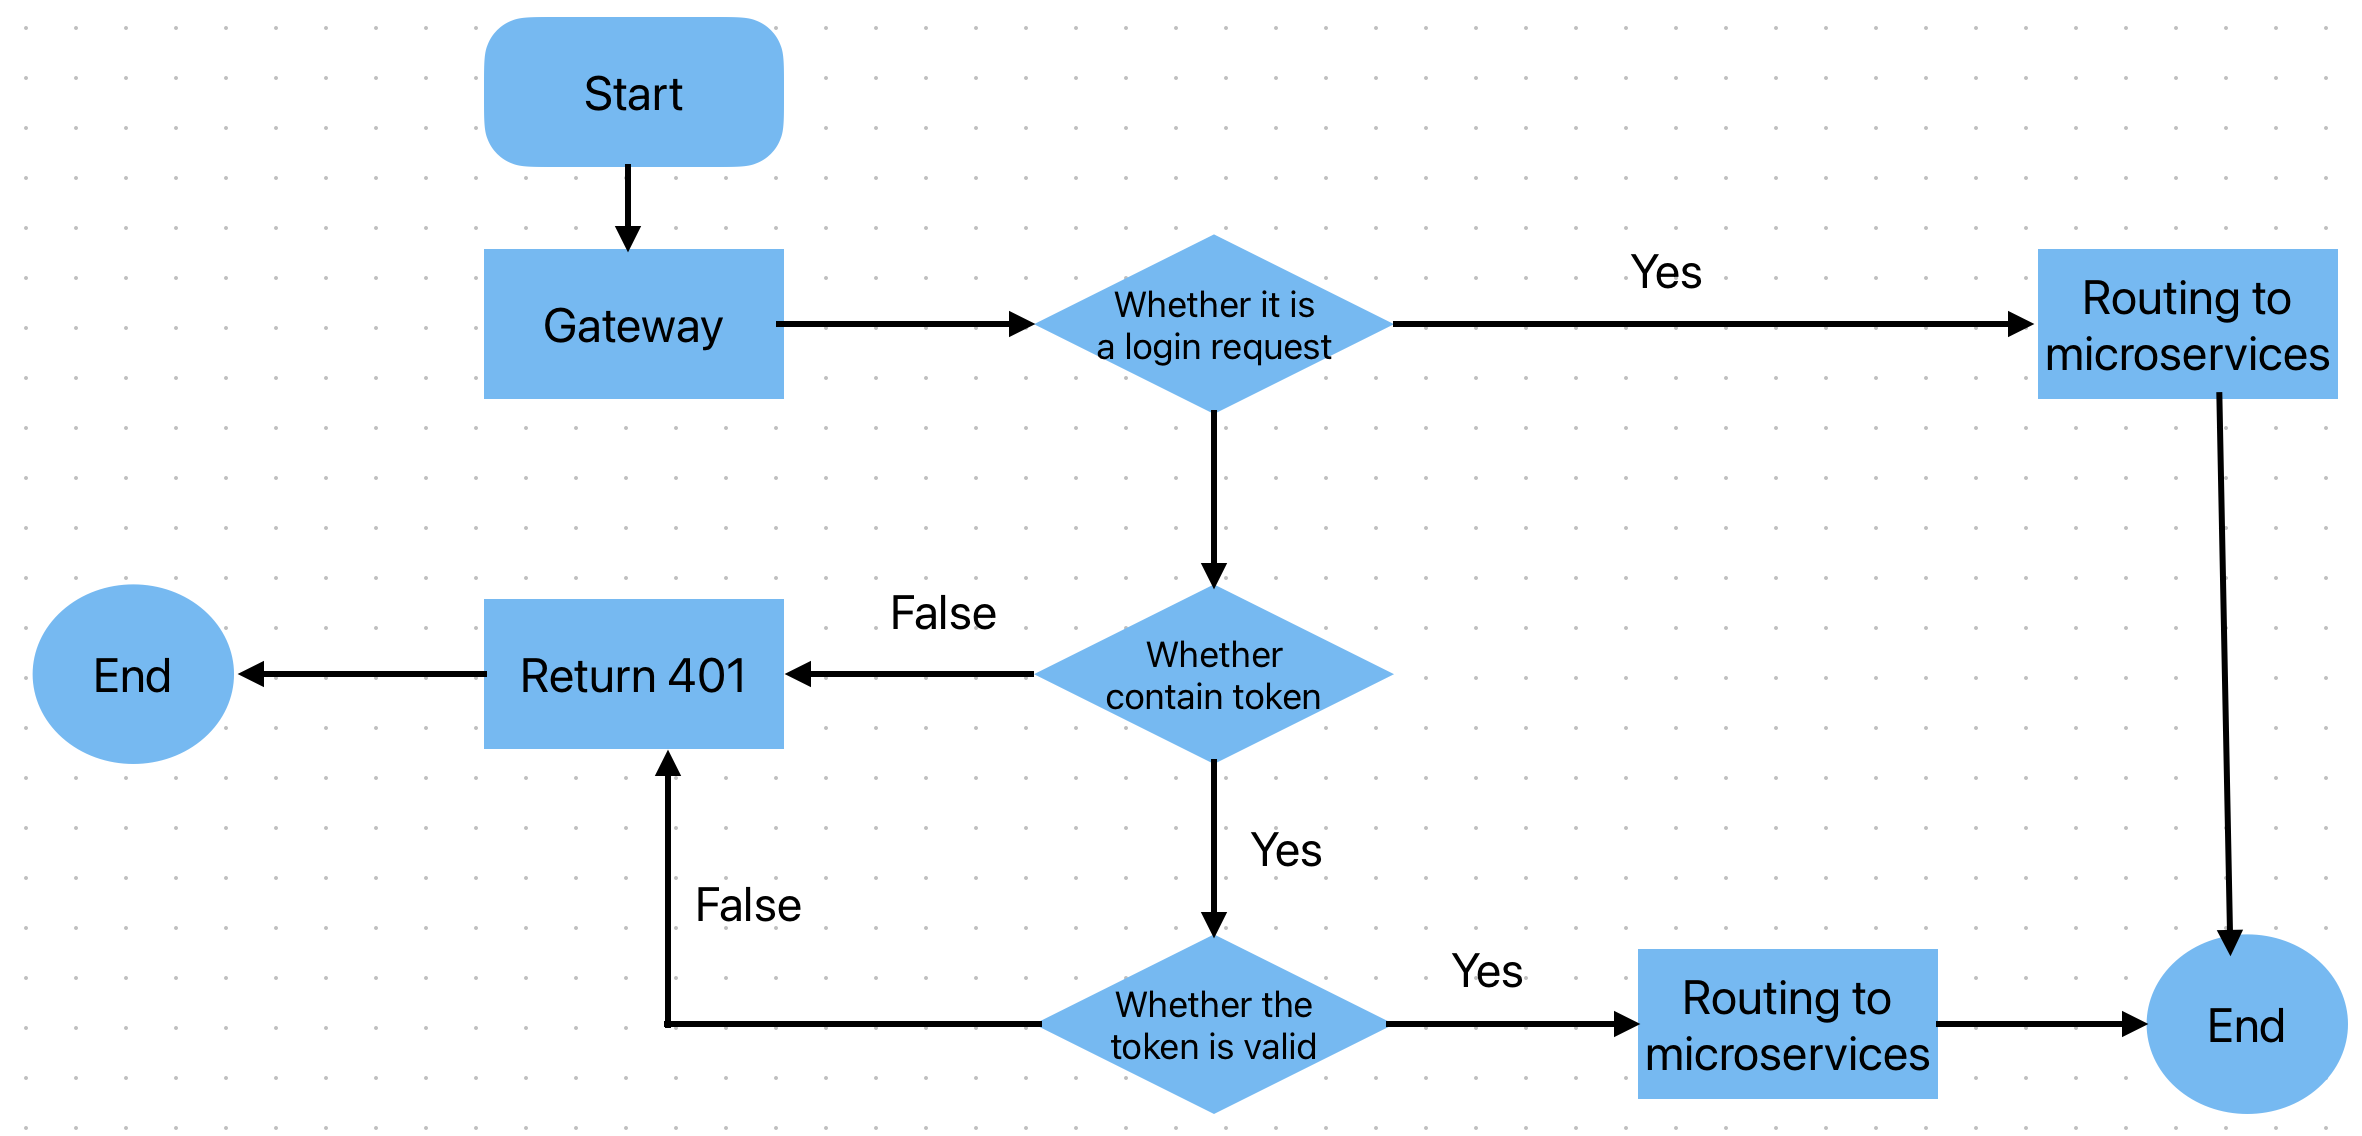 Start
Gateway
Whether it is
a login request
Yes
Routing to
microservices
End
Return 401
False
Whether
contain token
Yes
False
Whether the
token is valid
Yes
Routing to
microservices
End